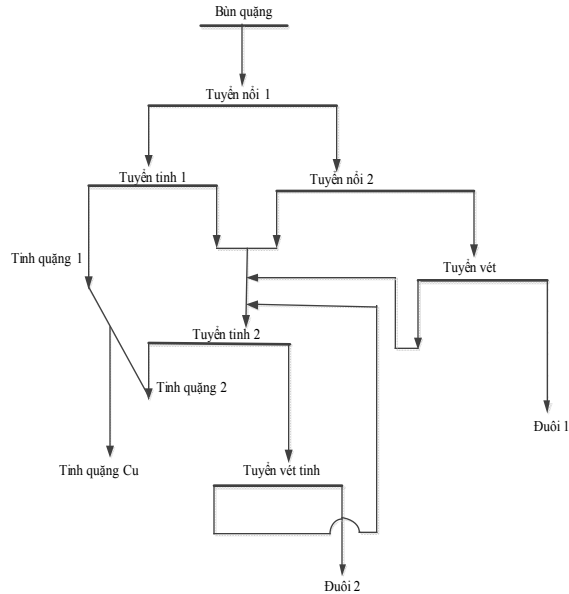 Bùn quặng
Tuyển nổi 1
Tuyển tinh 1
Tuyển nổi 2
Tinh quặng 1
Tuyển vét
Tuyển tinh 2
Tinh quặng 2
Đuôi 1
Tinh quặng Cu
Tuyển vét tinh
Đuôi 2